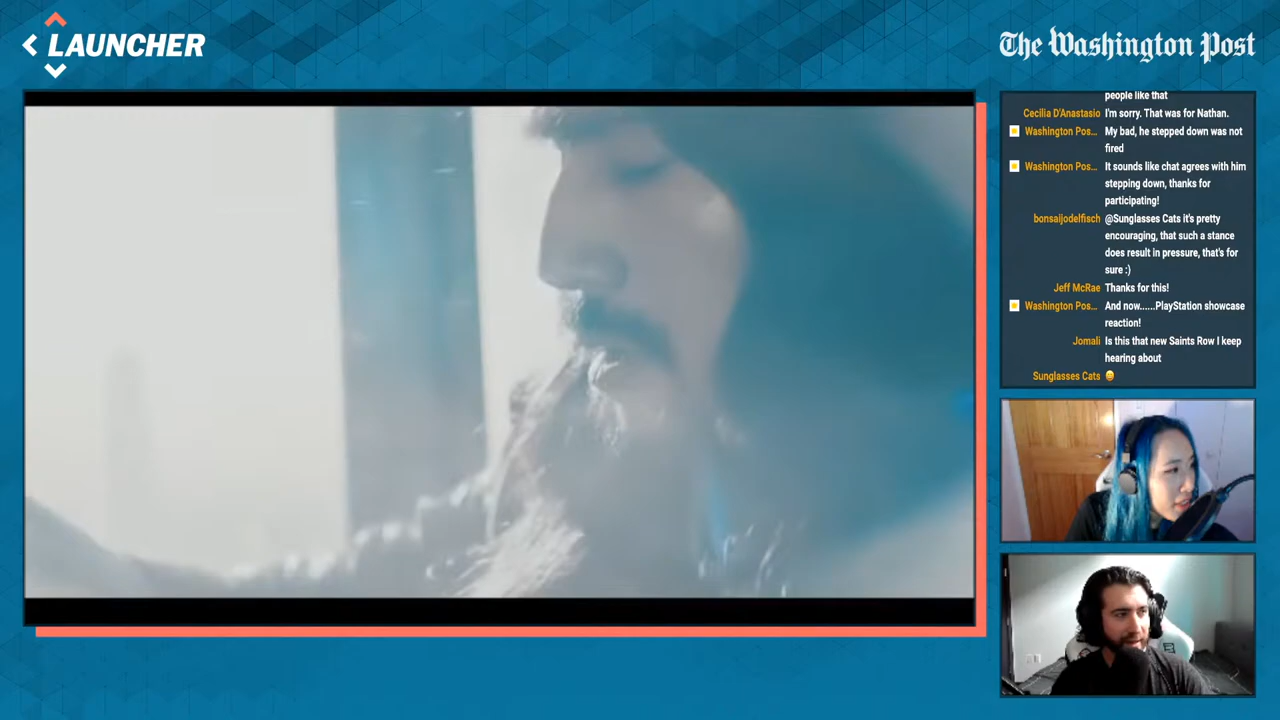 LAUNCHER
The Washington Post
people like that
Cecilia D'Anastasio I'm sorry. That was for Nathan.
Washington Pos... My bad, he stepped down was not
fired
Washington Pos... It sounds like chat agrees with him
stepping down, thanks for
participating!
bonsaijodelfisch @Sunglasses Cats it's pretty
encouraging, that such a stance
does result in pressure, that's for
sure :)
Jeff McRae Thanks for this!
Washington Pos... And now......PlayStation showcase
reaction!
Jomali Is this that new Saints Row I keep
hearing about
Sunglasses Cats 😄